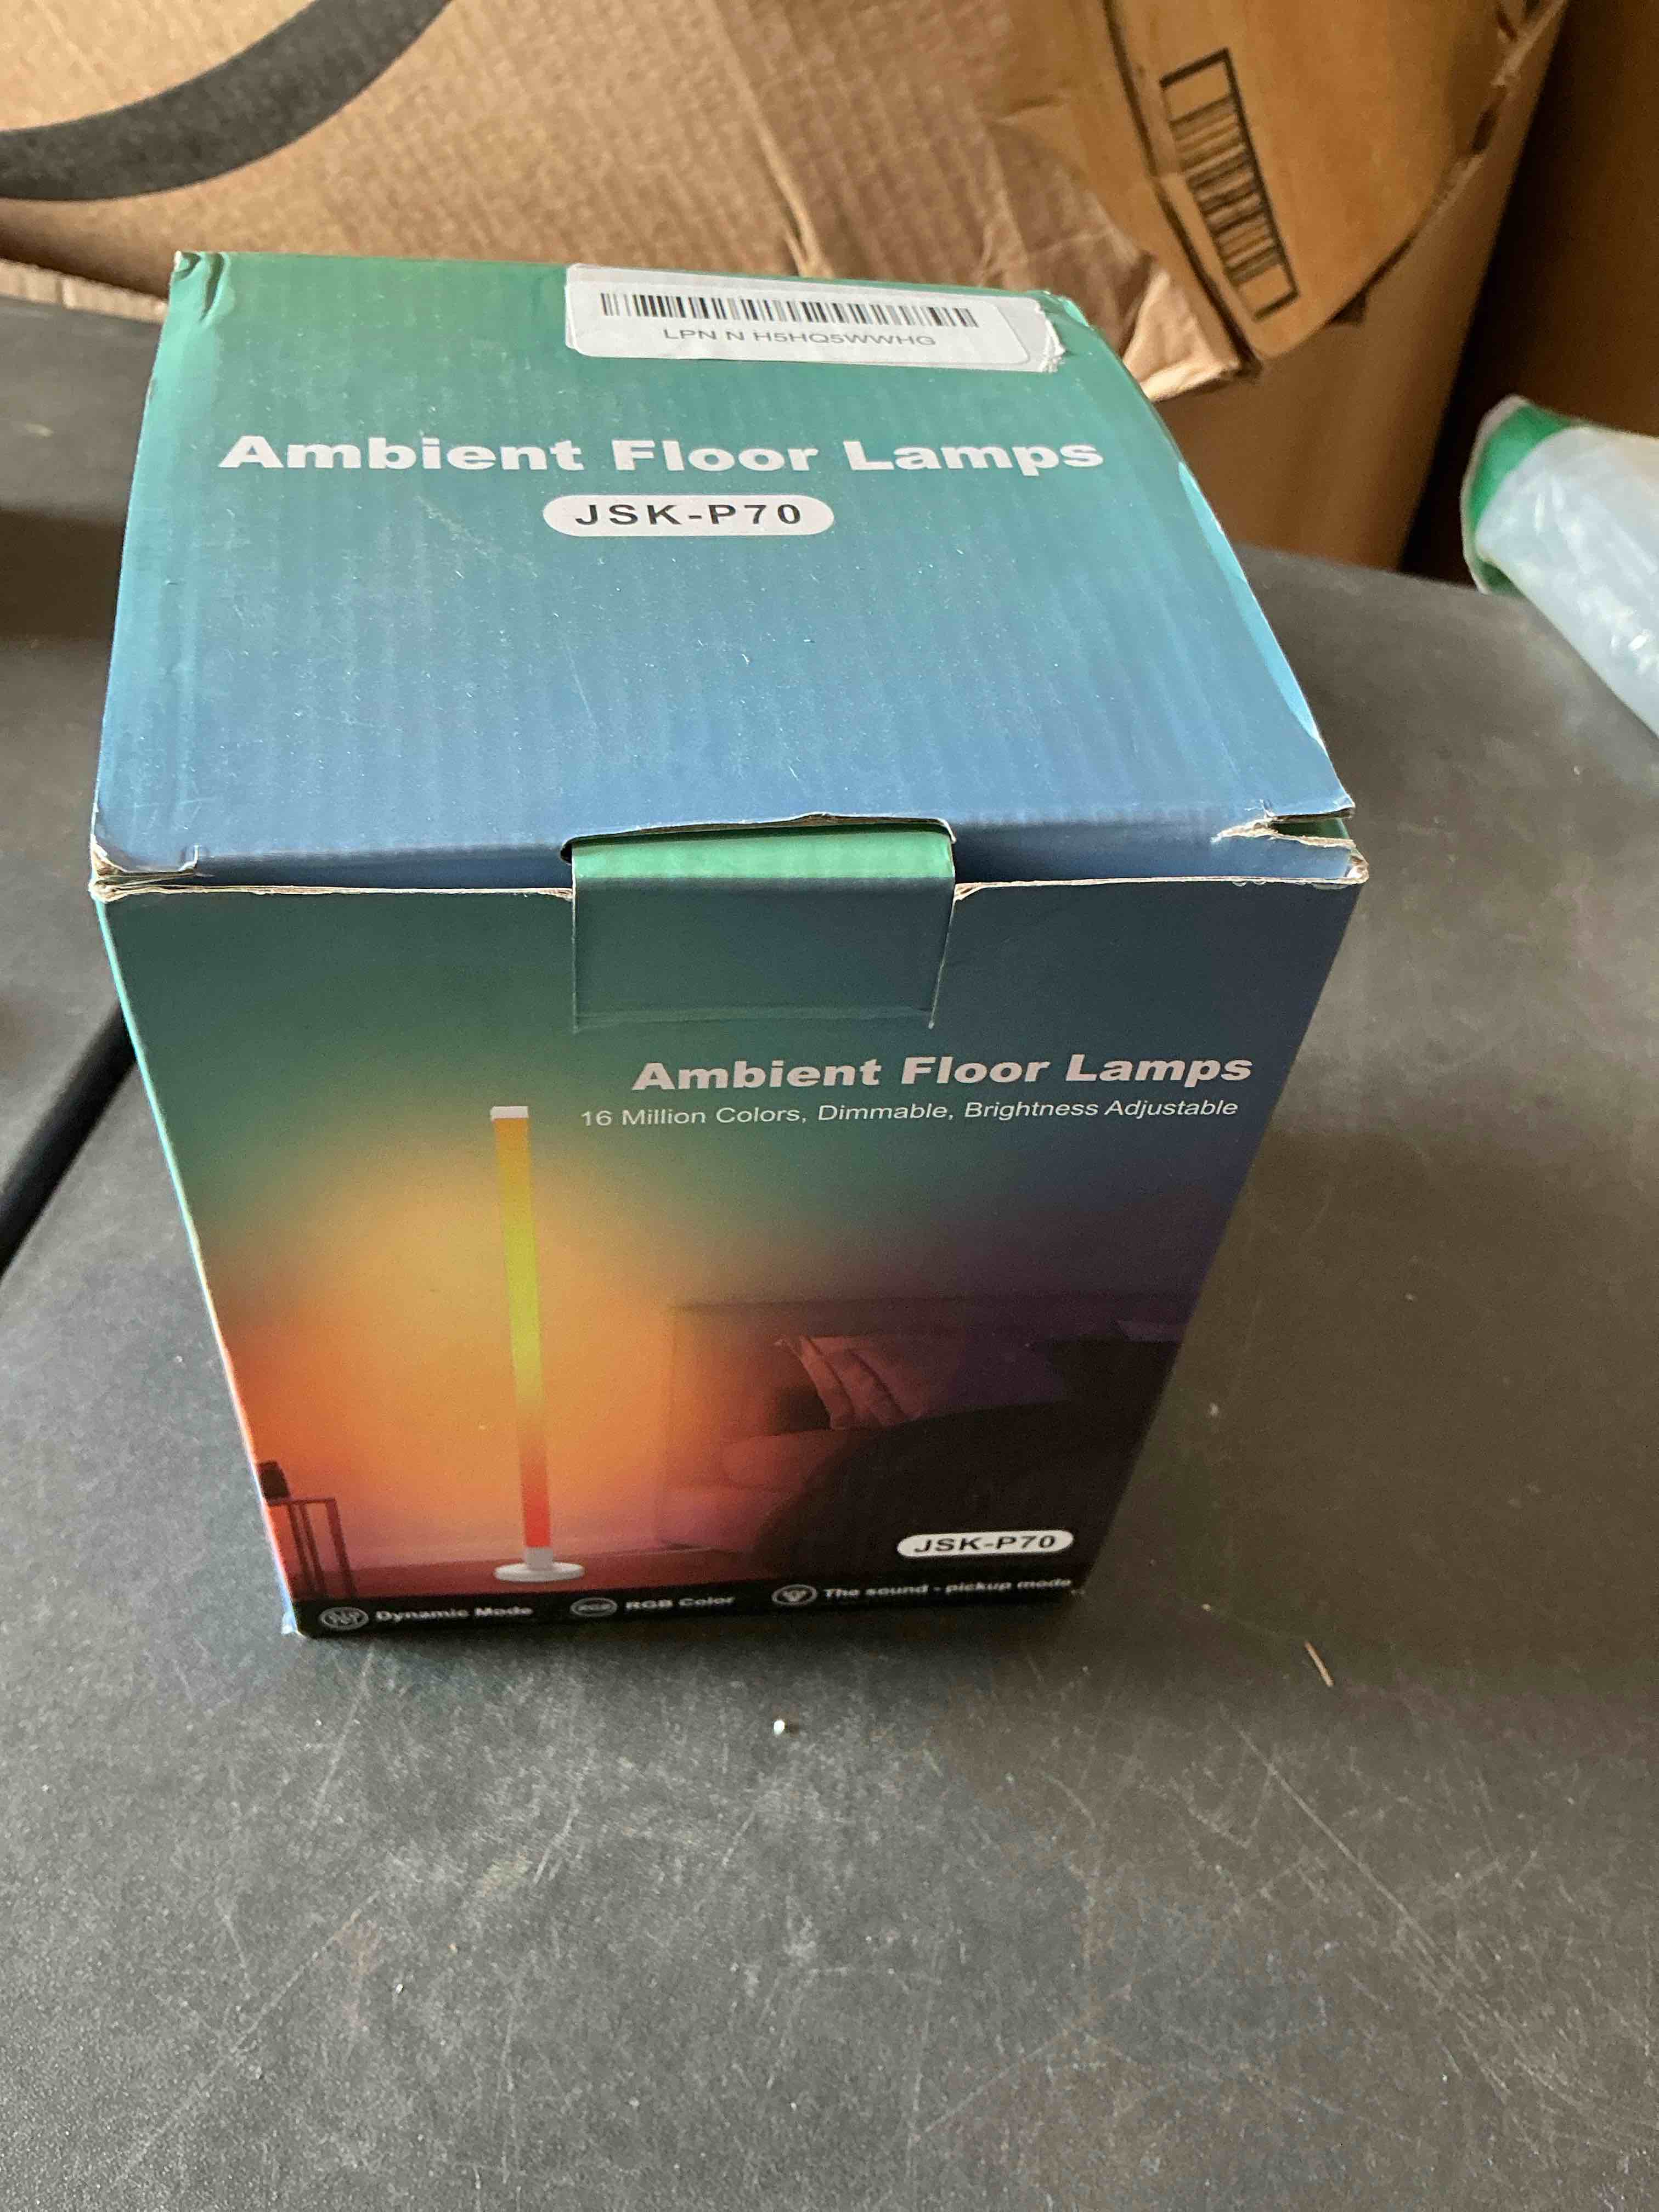 LPN N H5HQ5WWHG
Ambient Floor Lamps
JSK-P70
Ambient Floor Lamps
16 Million Colors, Dimmable, Brightness Adjustable
JSK-P70
Dynamic Mode
RGB
RGB Color
The sound - pickup mode